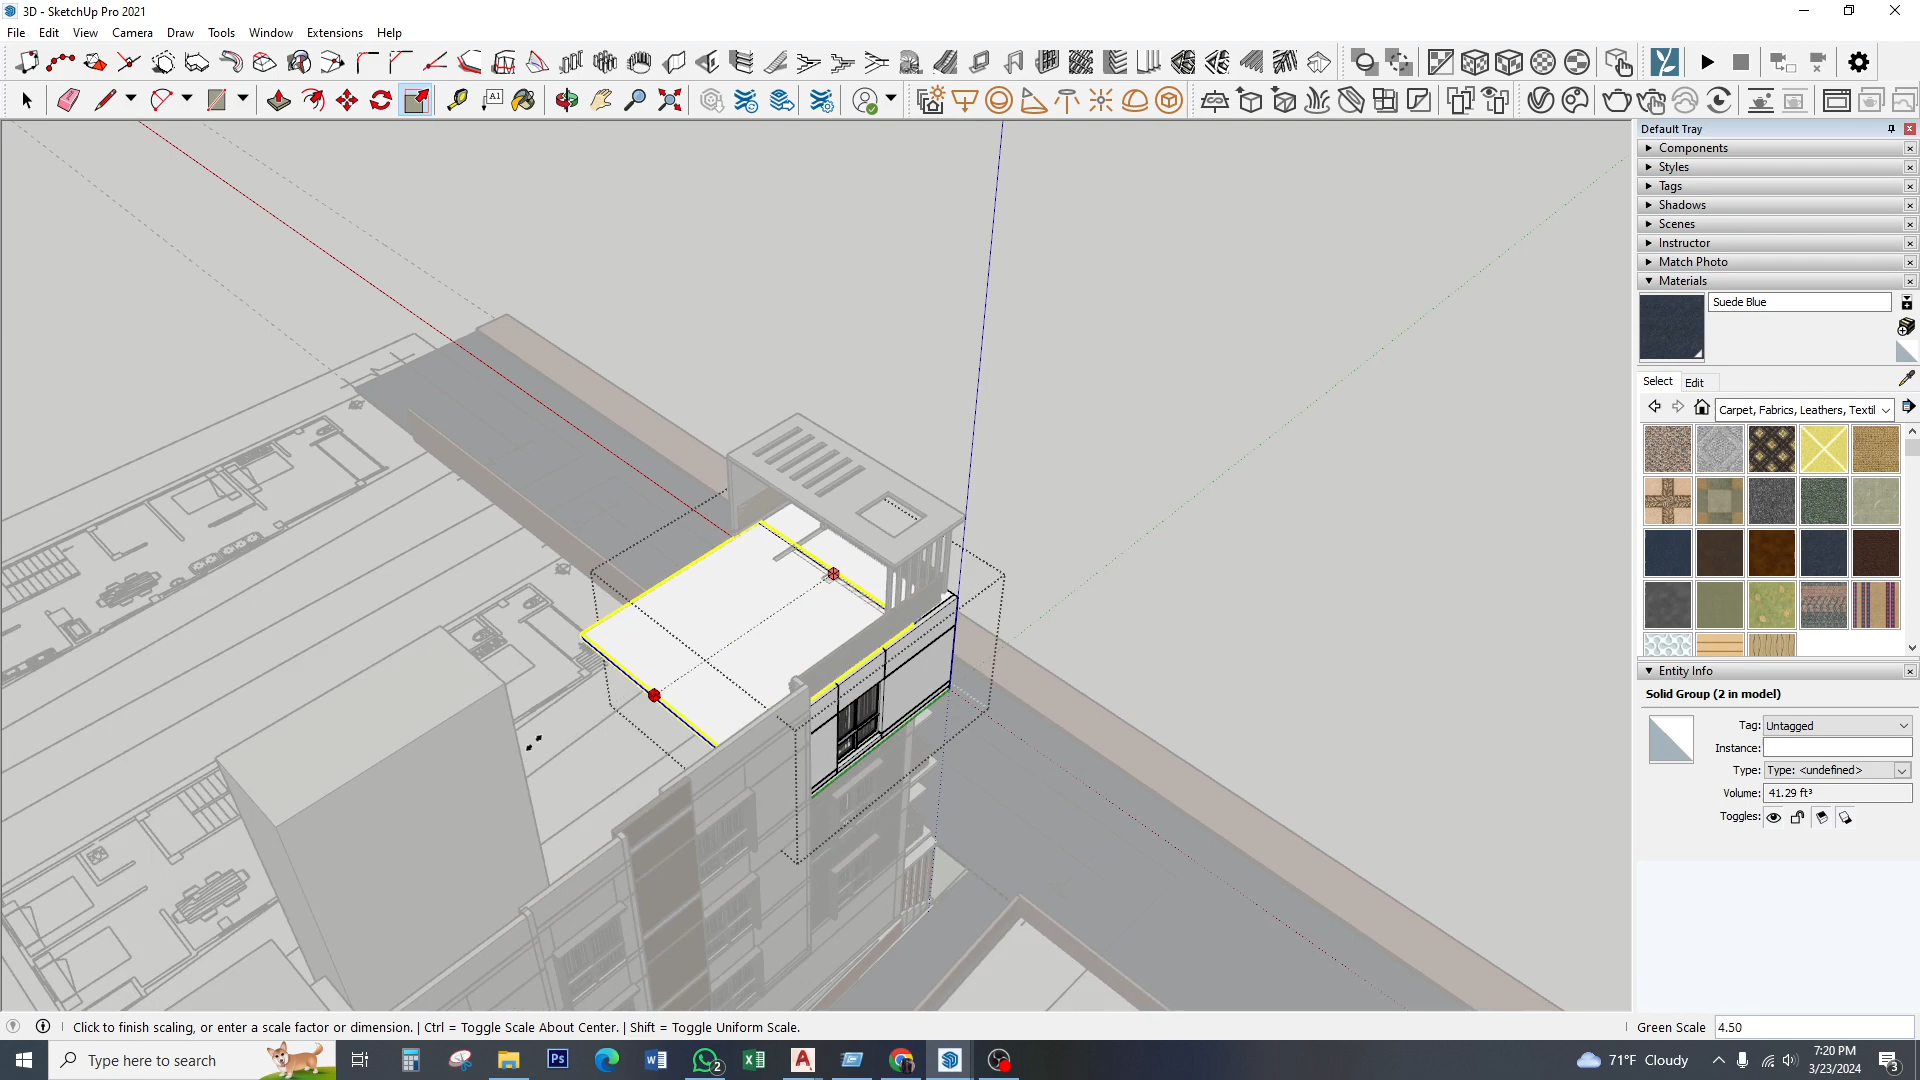 3D - SketchUp Pro 2021
File Edit View Camera Draw Tools Window Extensions Help
A1
Default Tray
Components
Styles
Tags
Shadows
Scenes
Instructor
Match Photo
Materials
Suede Blue
Select Edit
Carpet, Fabrics, Leathers, Textil
Entity Info
Solid Group (2 in model)
Tag: Untagged
Instance:
Type: Type: <undefined>
Volume: 41.29 ft³
Toggles:
Click to finish scaling, or enter a scale factor or dimension. | Ctrl = Toggle Scale About Center. | Shift = Toggle Uniform Scale.
Green Scale 4.50
Type here to search
Ps
2
71°F Cloudy
7:20 PM
3/23/2024
3